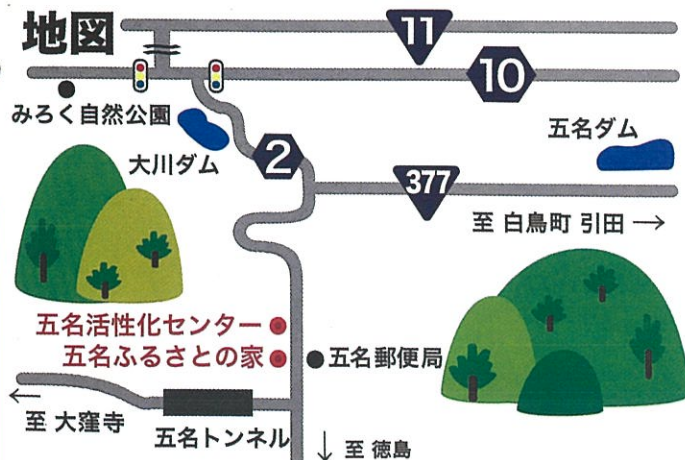 地図
11
10
みろく自然公園
大川ダム
2
五名ダム
377
至 白鳥町 引田 →
五名活性化センター
五名ふるさとの家
五名郵便局
←
至 大窪寺
五名トンネル
↓ 至 徳島